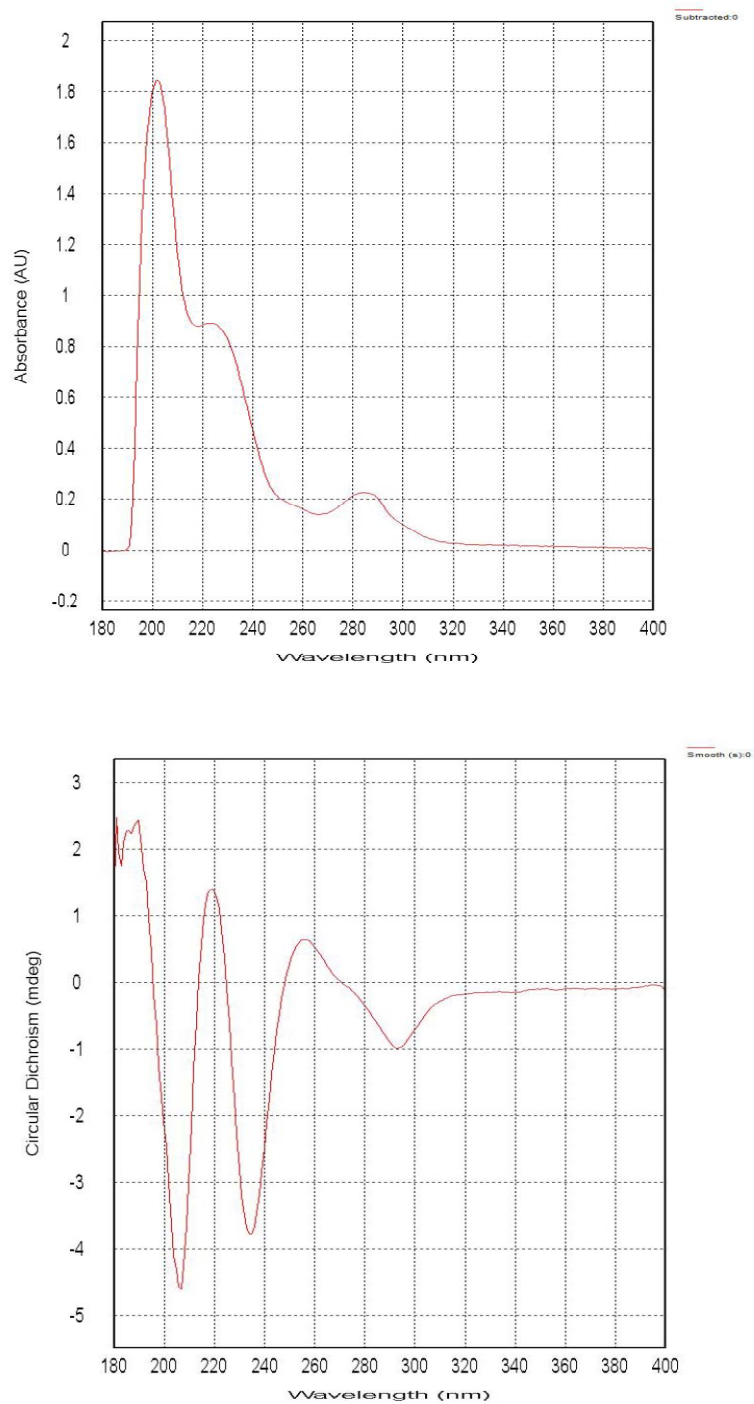 Subtracted:0
2
1.8
1.6
1.4
1.2
1
0.8
0.6
0.4
0.2
0
-0.2
Absorbance (AU)
180 200 220 240 260 280 300 320 340 360 380 400
Wavelength (nm)
Smooth (s):0
3
2
1
0
-1
-2
-3
-4
-5
Circular Dichroism (mdeg)
180 200 220 240 260 280 300 320 340 360 380 400
Wavelength (nm)